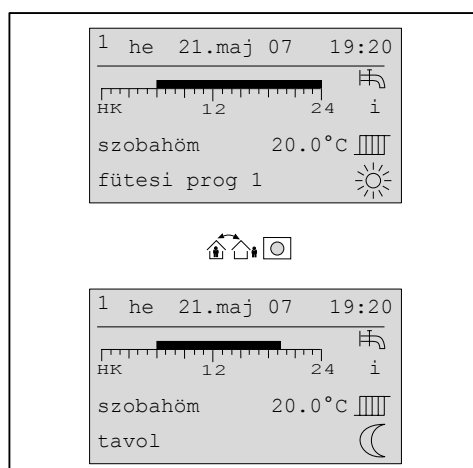 1 he 21.maj 07 19:20
HK 12 24 i
szobahöm 20.0°C
fütesi prog 1
1 he 21.maj 07 19:20
HK 12 24 i
szobahöm 20.0°C
tavol